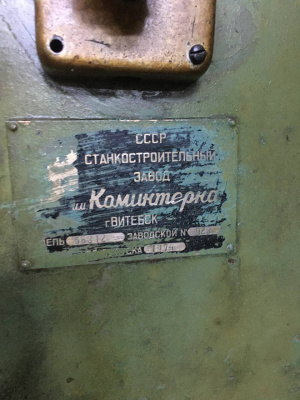 СССР
СТАНКОСТРОИТЕЛЬНЫЙ
ЗАВОД
им Коминтерна
г ВИТЕБСК
ЗАВОДСКОЙ №